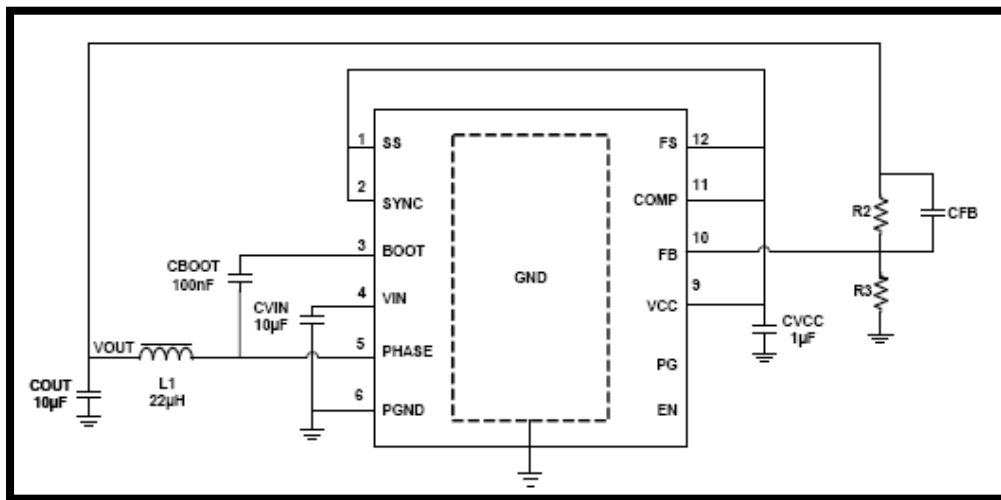 1 SS FS 12
2 SYNC COMP 11
3 BOOT FB 10
CBOOT
100nF
4 VIN VCC 9
CVIN
10µF
GND
R2
CFB
R3
CVCC
1µF
VOUT
5 PHASE PG
L1
22µH
COUT
10µF
6 PGND EN